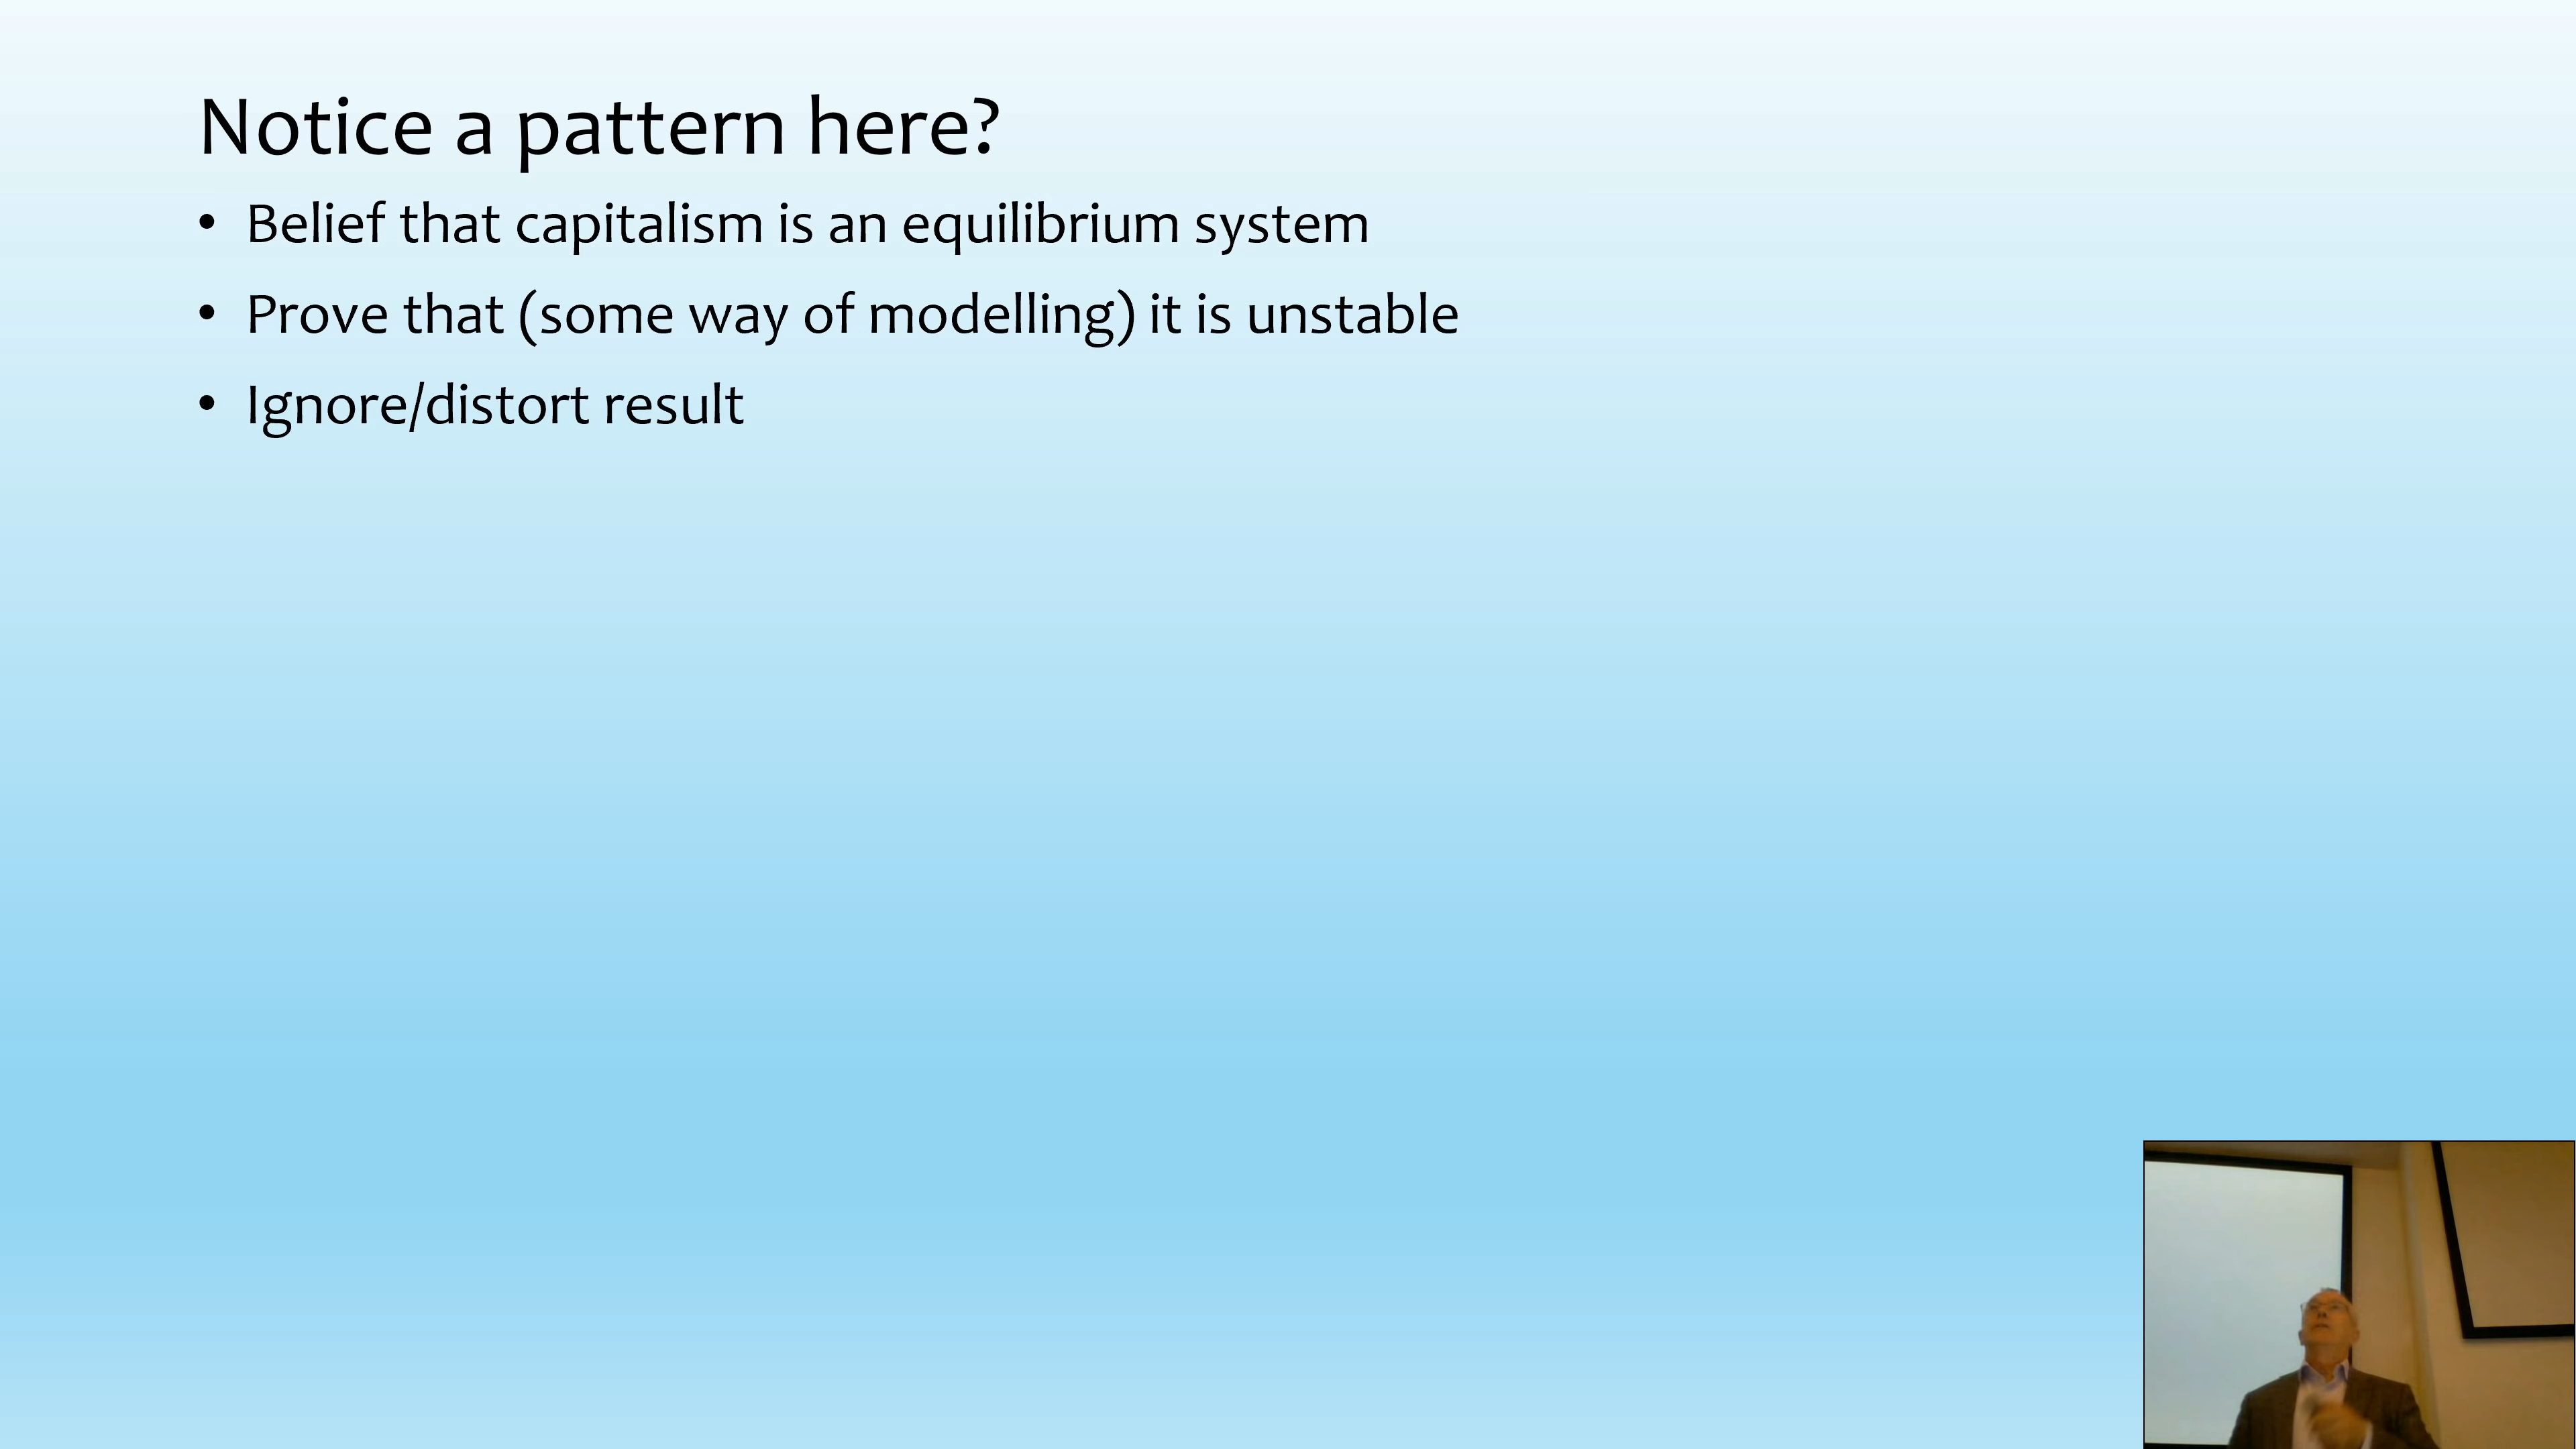 Notice a pattern here?
• Belief that capitalism is an equilibrium system
• Prove that (some way of modelling) it is unstable
• Ignore/distort result